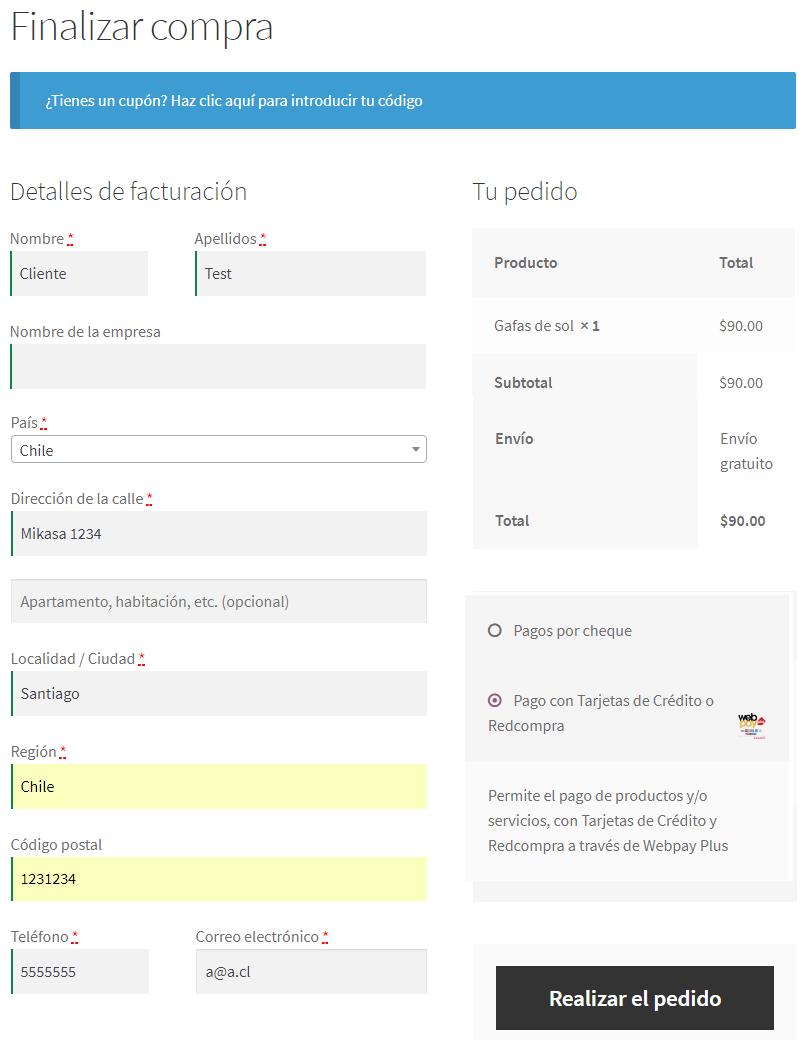 Finalizar compra
¿Tienes un cupón? Haz clic aquí para introducir tu código
Detalles de facturación
Nombre *
Apellidos *
Cliente
Test
Nombre de la empresa
País *
Chile
Dirección de la calle *
Mikasa 1234
Apartamento, habitación, etc. (opcional)
Localidad / Ciudad *
Santiago
Región *
Chile
Código postal
1231234
Teléfono *
Correo electrónico *
5555555
a@a.cl
Tu pedido
Producto Total
Gafas de sol × 1 $90.00
Subtotal $90.00
Envío Envío
gratuito
Total $90.00
Pagos por cheque
Pago con Tarjetas de Crédito o
Redcompra
web
pay
Permite el pago de productos y/o
servicios, con Tarjetas de Crédito y
Redcompra a través de Webpay Plus
Realizar el pedido